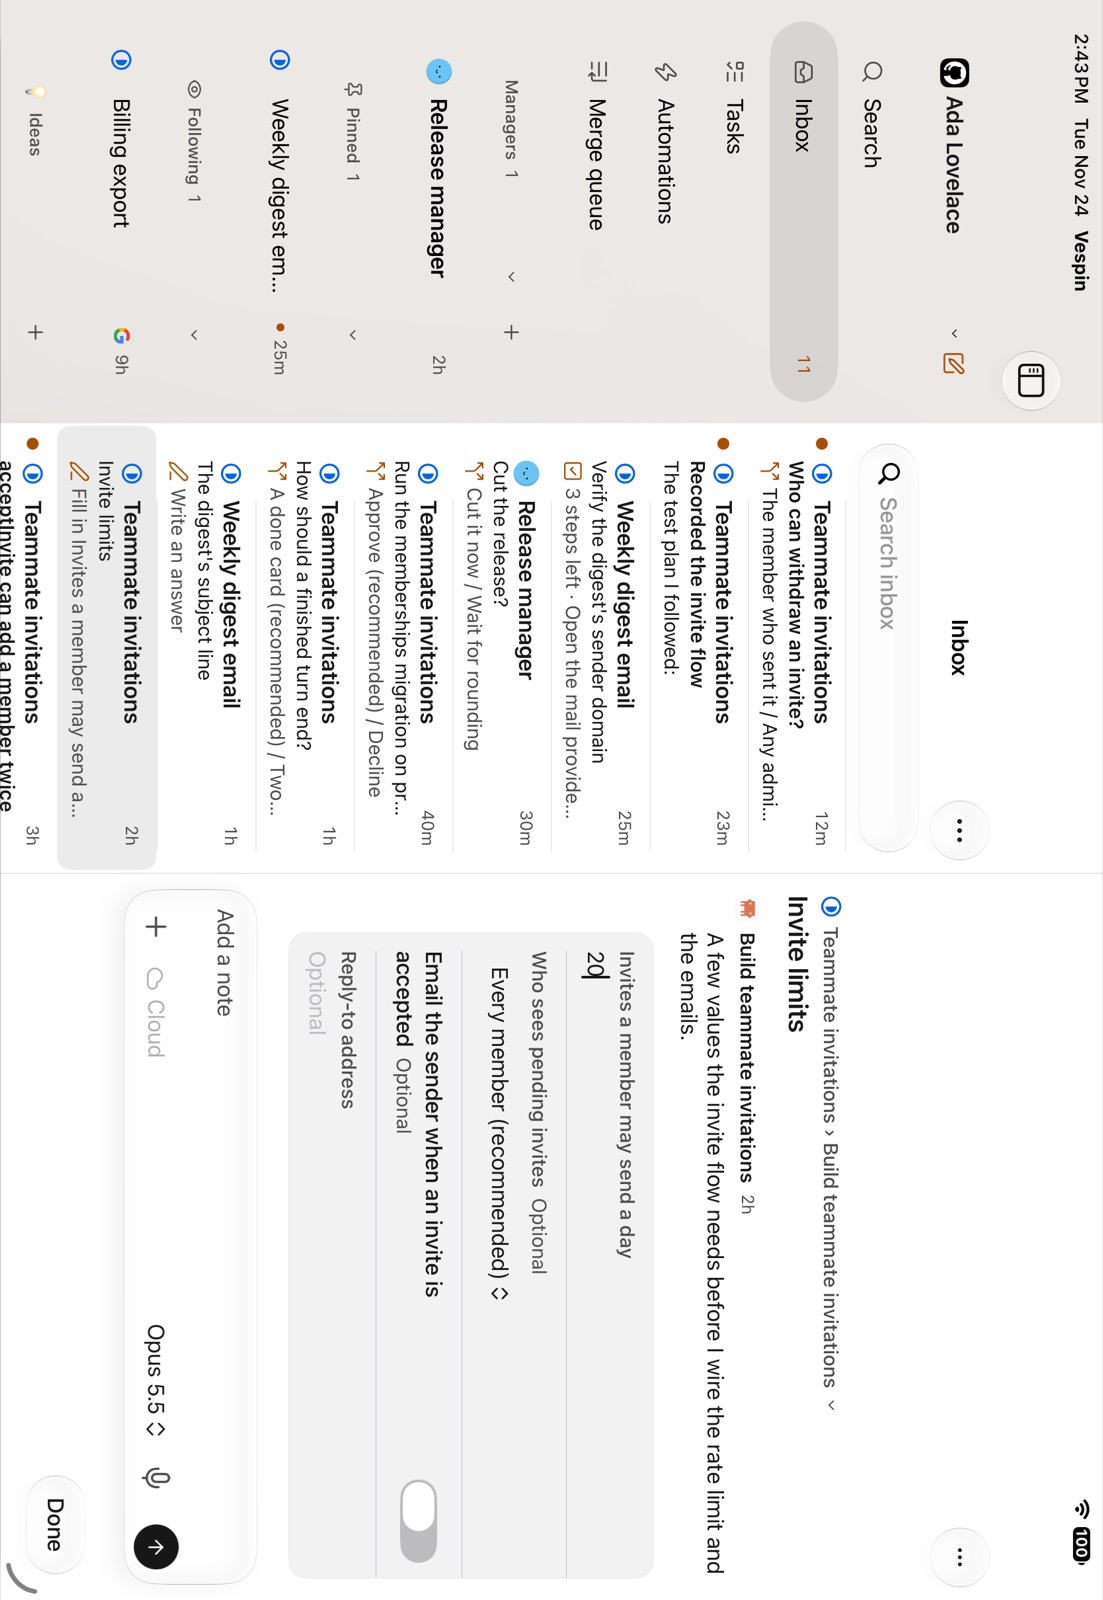 2:43 PM Tue Nov 24 Vespin
100
Ada Lovelace
Search
Inbox 11
Tasks
Automations
Merge queue
Managers 1
Release manager 2h
Pinned 1
Weekly digest em... 25m
Following 1
Billing export 9h
Ideas
Inbox
Search inbox
Teammate invitations 12m
Who can withdraw an invite?
The member who sent it / Any admi...
Teammate invitations 23m
Recorded the invite flow
The test plan I followed:
Weekly digest email 25m
Verify the digest's sender domain
3 steps left · Open the mail provide...
Release manager 30m
Cut the release?
Cut it now / Wait for rounding
Teammate invitations 40m
Run the memberships migration on pr...
Approve (recommended) / Decline
Teammate invitations 1h
How should a finished turn end?
A done card (recommended) / Two...
Weekly digest email 1h
The digest's subject line
Write an answer
Teammate invitations 2h
Invite limits
Fill in Invites a member may send a...
Teammate invitations 3h
acceptInvite can add a member twice
Teammate invitations › Build teammate invitations
Invite limits
Build teammate invitations 2h
A few values the invite flow needs before I wire the rate limit and
the emails.
Invites a member may send a day
20
Who sees pending invites Optional
Every member (recommended)
Email the sender when an invite is
accepted Optional
Reply-to address
Optional
Add a note
Cloud
Opus 5.5
Done